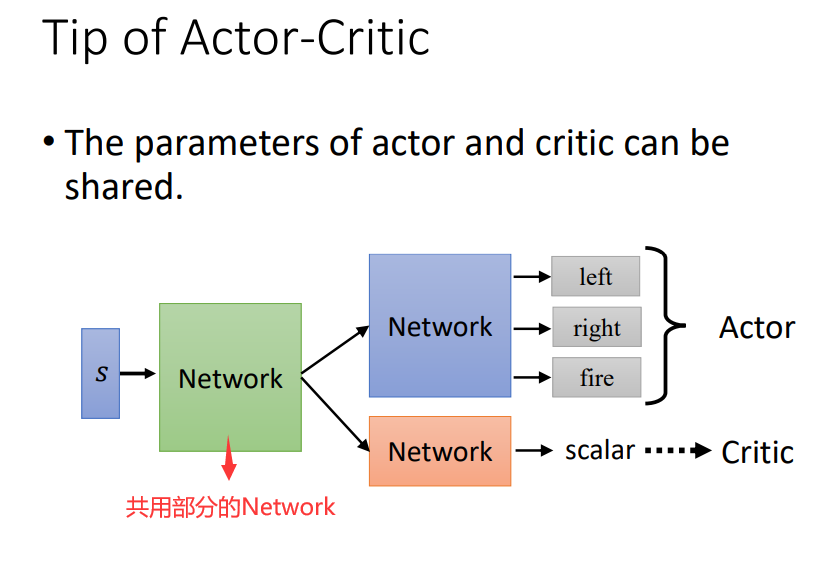 Tip of Actor-Critic
• The parameters of actor and critic can be
shared.
s
Network
共用部分的Network
Network
left
right
fire
Actor
Network
scalar
Critic